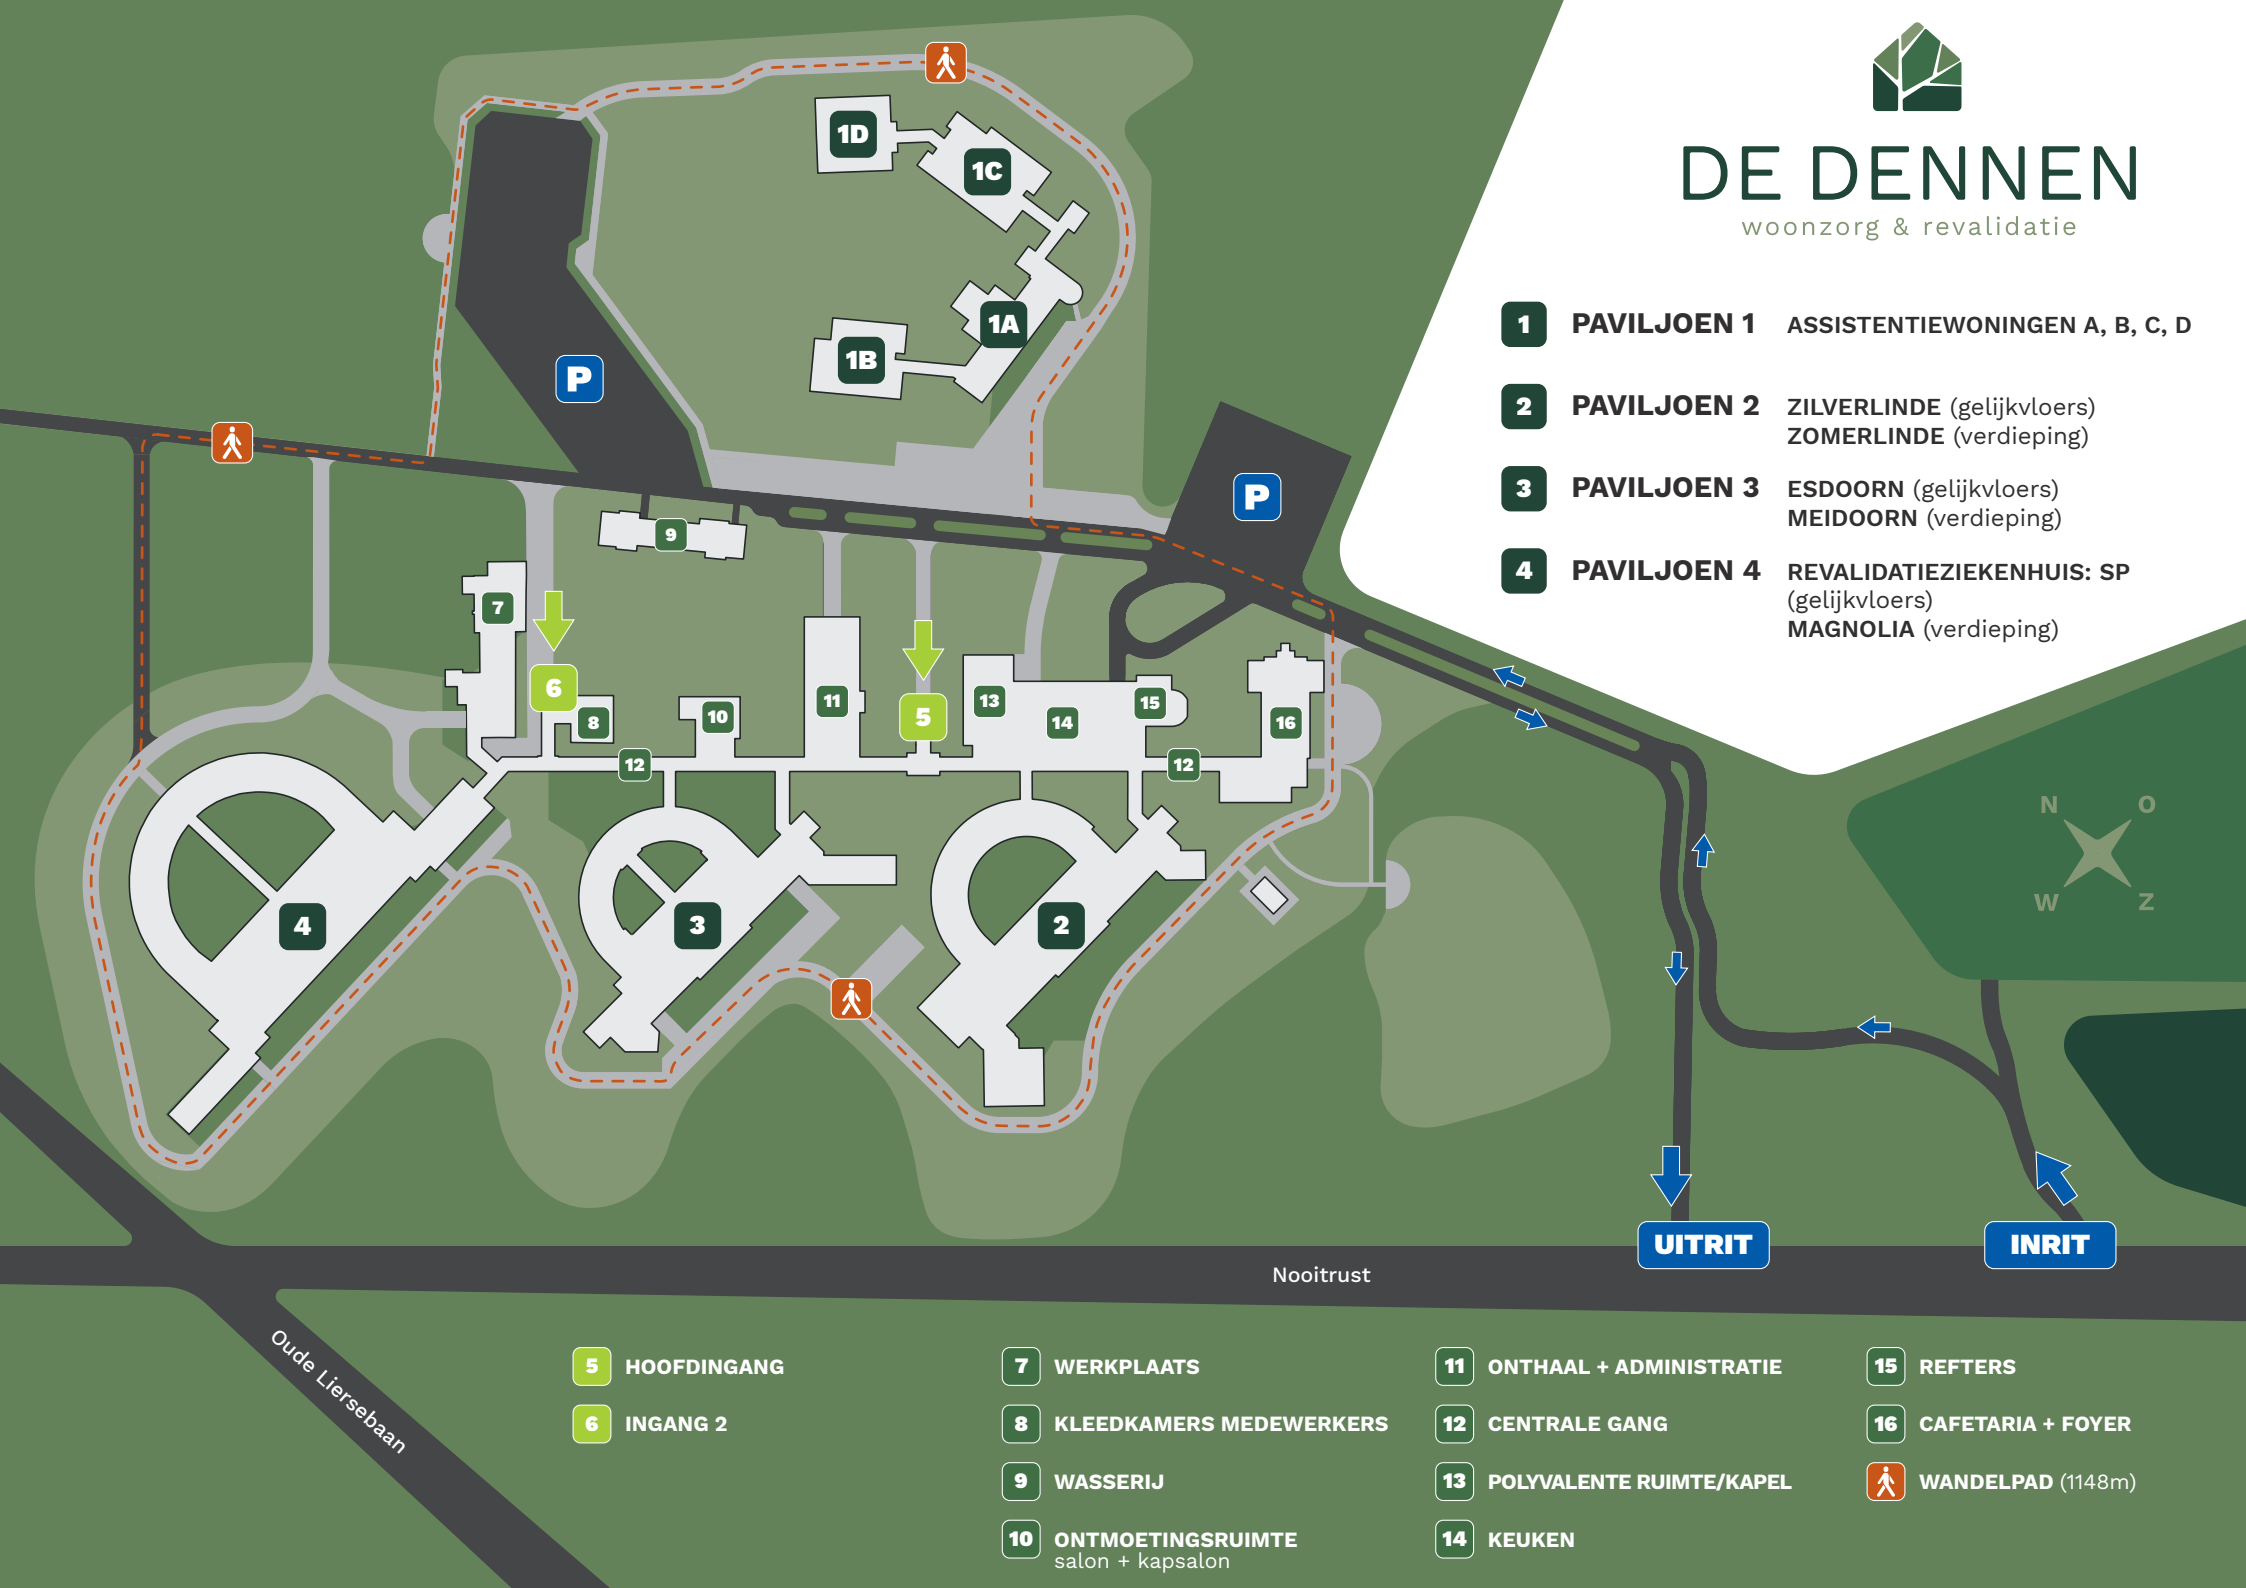 DE DENNEN
woonzorg & revalidatie
1 PAVILJOEN 1 ASSISTENTIEWONINGEN A, B, C, D
2 PAVILJOEN 2 ZILVERLINDE (gelijkvloers)
ZOMERLINDE (verdieping)
3 PAVILJOEN 3 ESDOORN (gelijkvloers)
MEIDOORN (verdieping)
4 PAVILJOEN 4 REVALIDATIEZIEKENHUIS: SP
(gelijkvloers)
MAGNOLIA (verdieping)
1D
1C
1A
1B
P
P
9
7
6
8
10
11
5
13
14
15
16
12
12
4
3
2
N O
W Z
UITRIT
INRIT
Nooitrust
Oude Liersebaan
5 HOOFDINGANG
6 INGANG 2
7 WERKPLAATS
8 KLEEDKAMERS MEDEWERKERS
9 WASSERIJ
10 ONTMOETINGSRUIMTE
salon + kapsalon
11 ONTHAAL + ADMINISTRATIE
12 CENTRALE GANG
13 POLYVALENTE RUIMTE/KAPEL
14 KEUKEN
15 REFTERS
16 CAFETARIA + FOYER
WANDELPAD (1148m)